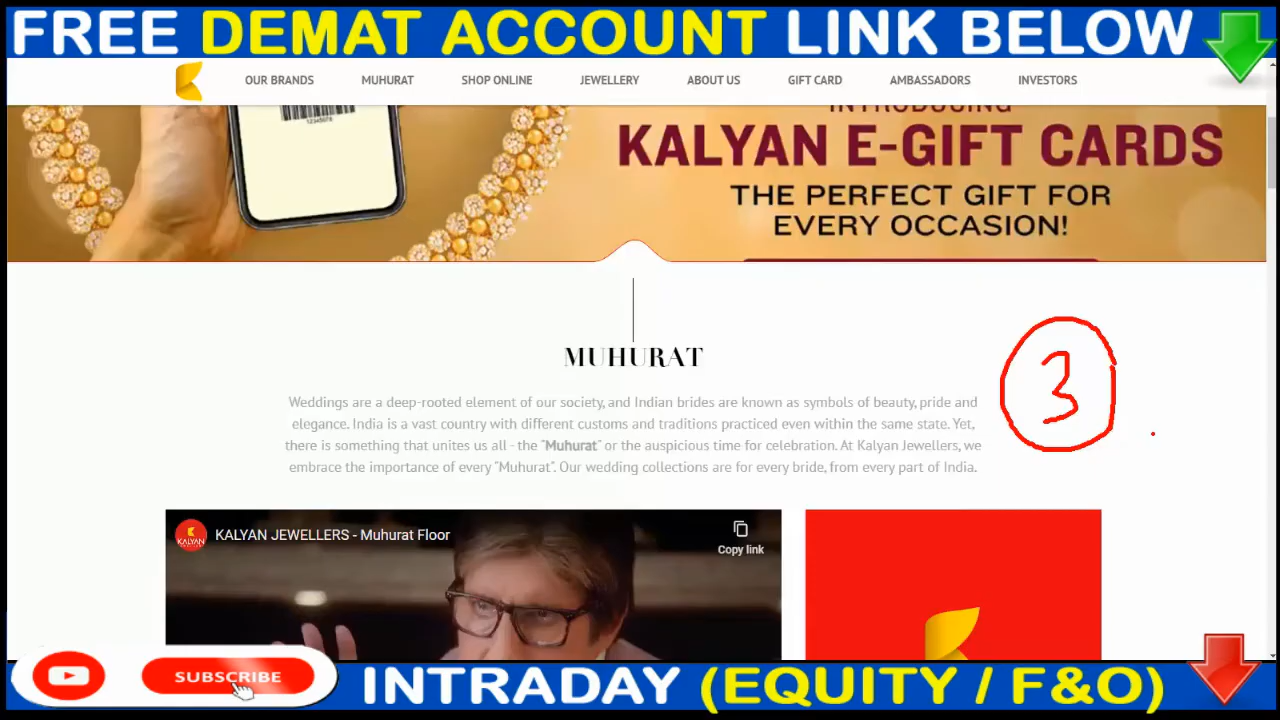 FREE DEMAT ACCOUNT LINK BELOW
OUR BRANDS MUHURAT SHOP ONLINE JEWELLERY ABOUT US GIFT CARD AMBASSADORS INVESTORS
INTRODUCING
KALYAN E-GIFT CARDS
THE PERFECT GIFT FOR
EVERY OCCASION!
MUHURAT
Weddings are a deep-rooted element of our society, and Indian brides are known as symbols of beauty, pride and
elegance. India is a vast country with different customs and traditions practiced even within the same state. Yet,
there is something that unites us all - the "Muhurat" or the auspicious time for celebration. At Kalyan Jewellers, we
embrace the importance of every "Muhurat". Our wedding collections are for every bride, from every part of India.
3
KALYAN
KALYAN JEWELLERS - Muhurat Floor
Copy link
SUBSCRIBE
INTRADAY (EQUITY / F&O)